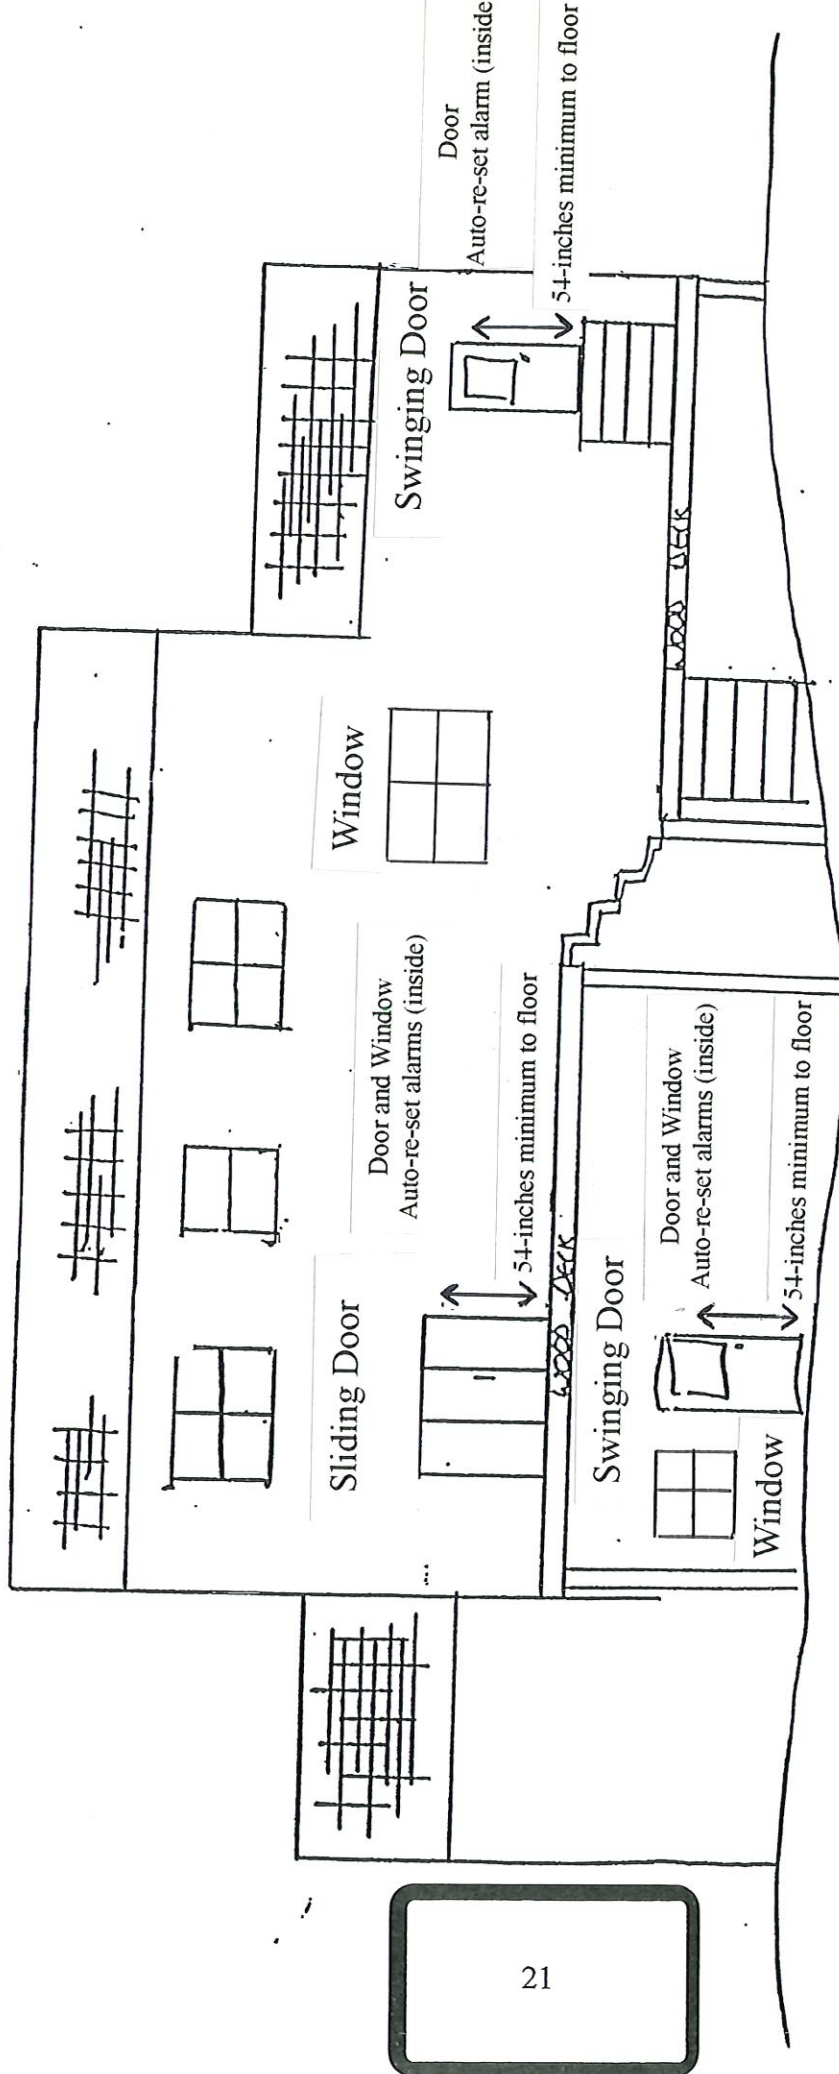 Door
Auto-re-set alarm (inside
54-inches minimum to floor
Swinging Door
Window
Door and Window
Auto-re-set alarms (inside)
54-inches minimum to floor
Sliding Door
WOOD DECK
WOOD DECK
Swinging Door
Door and Window
Auto-re-set alarms (inside)
54-inches minimum to floor
Window
21